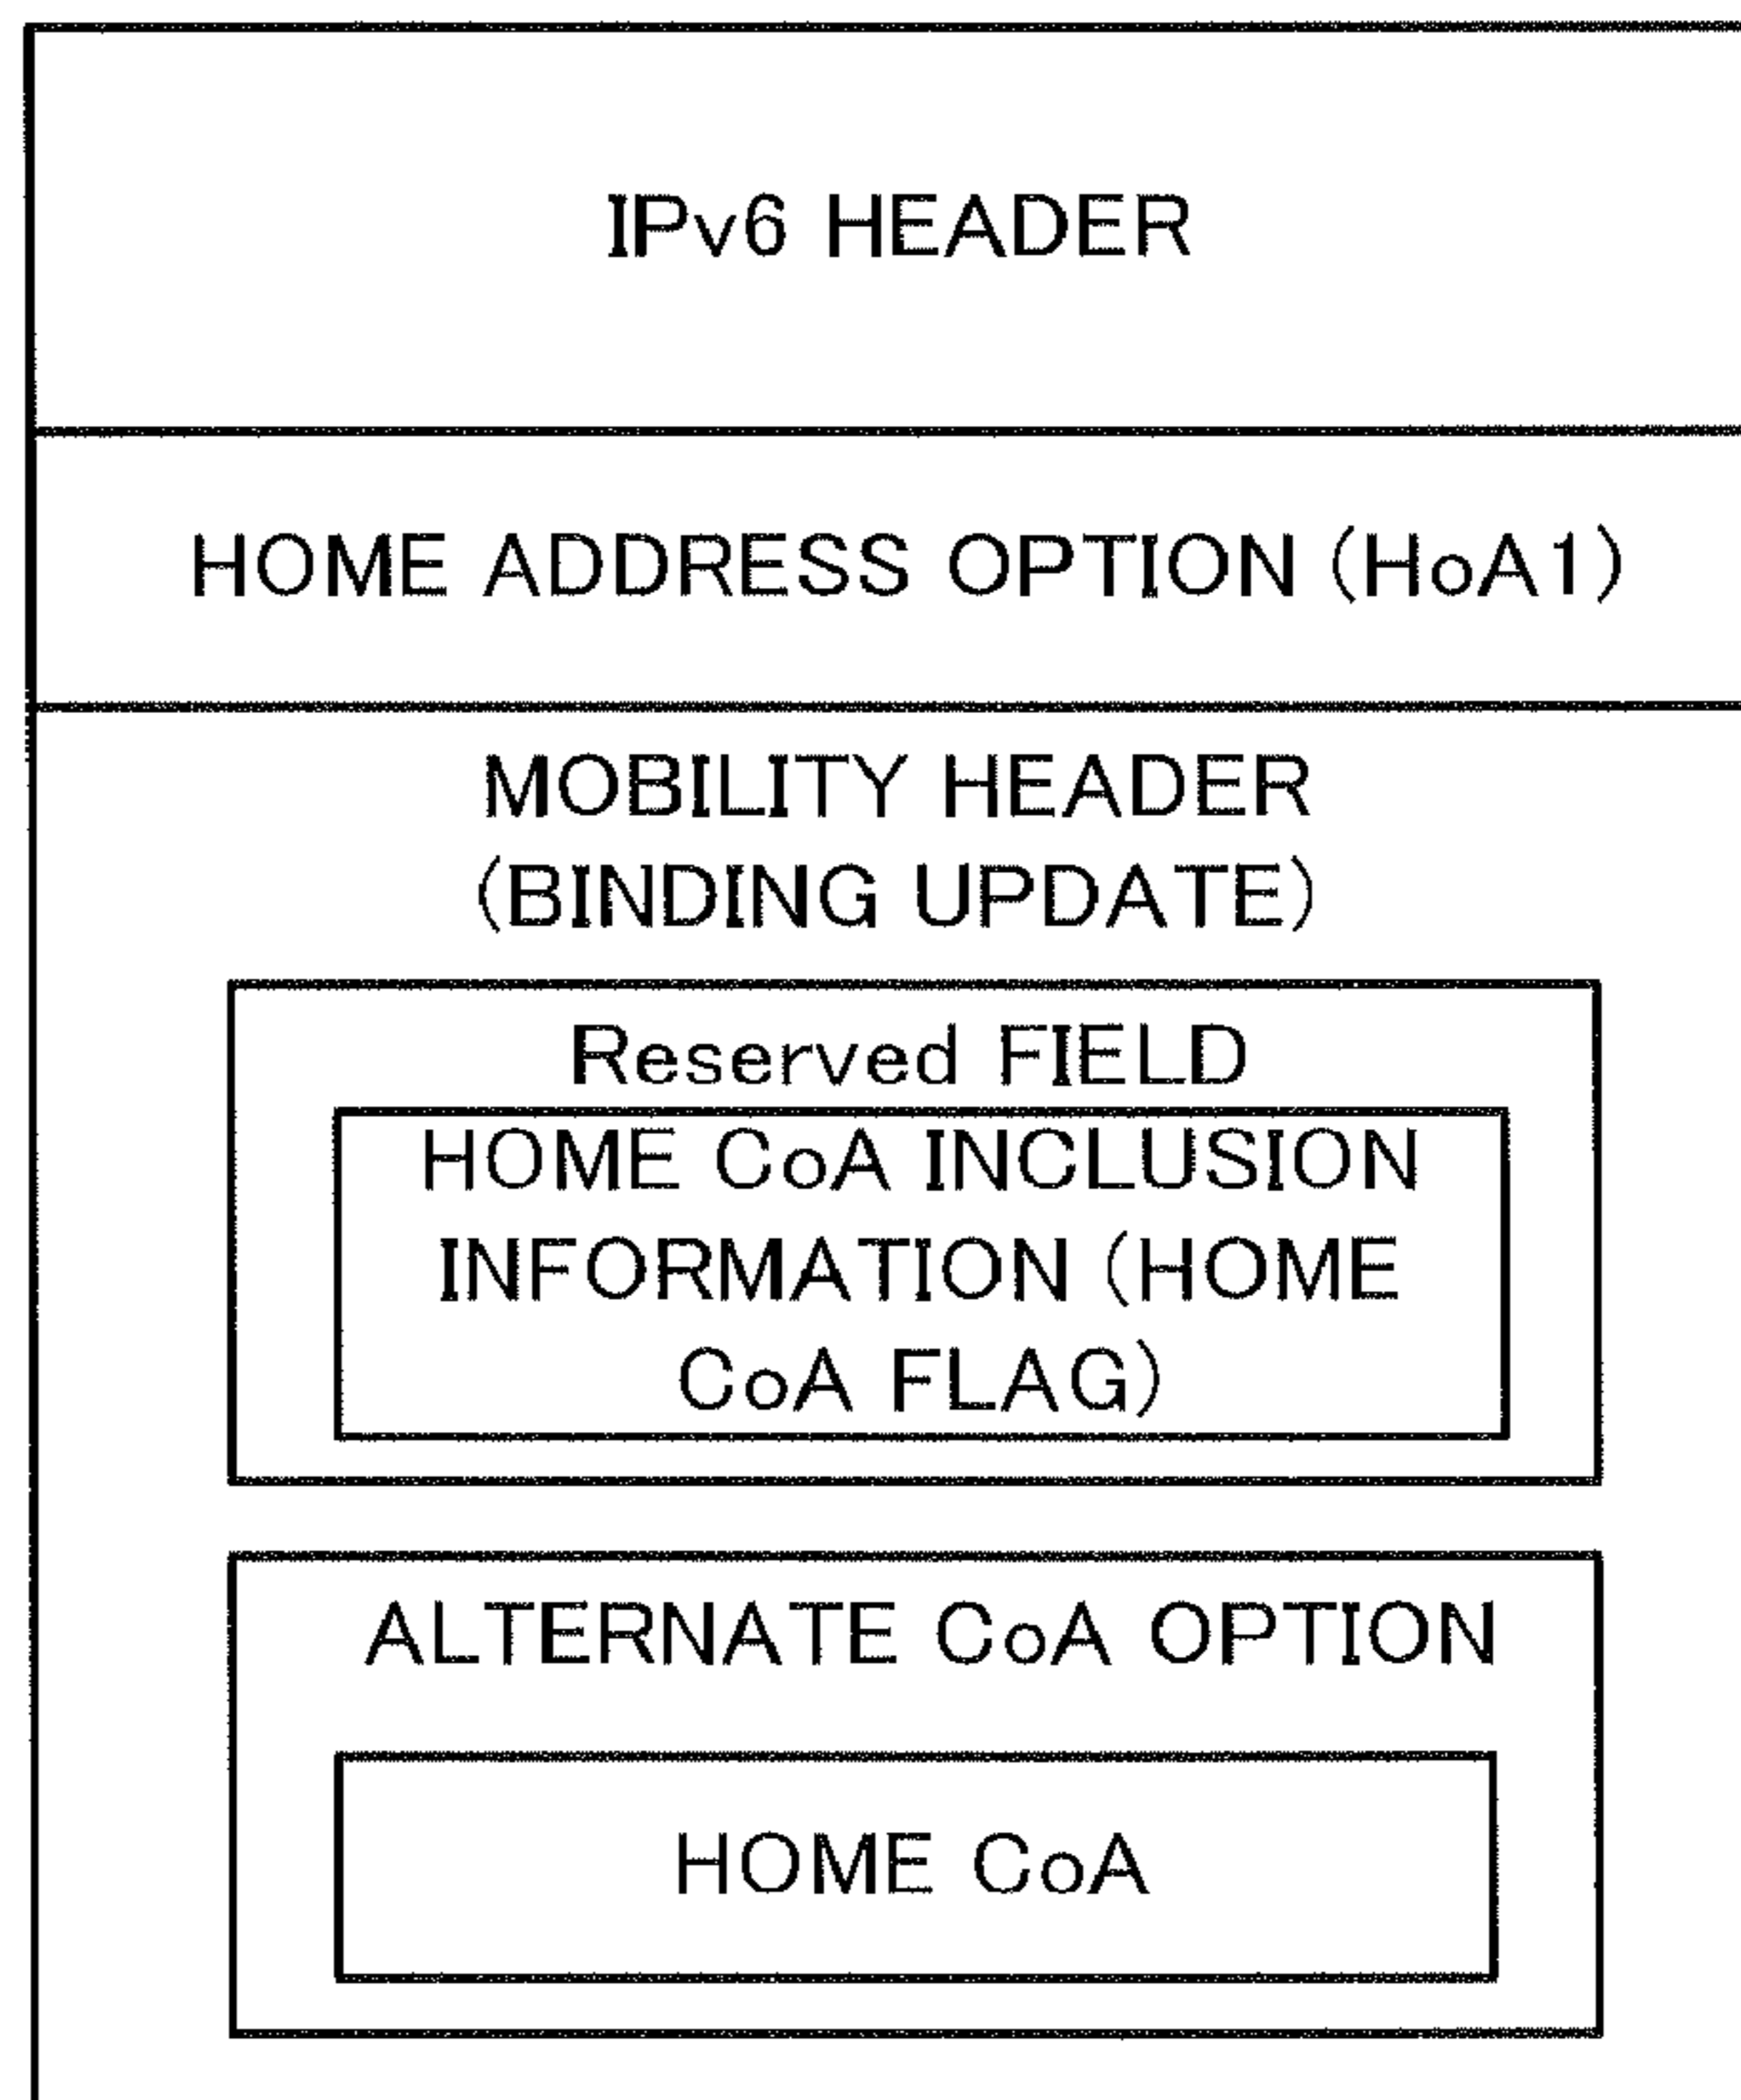 IPv6 HEADER
HOME ADDRESS OPTION (HoA1)
MOBILITY HEADER
(BINDING UPDATE)
Reserved FIELD
HOME CoA INCLUSION
INFORMATION (HOME
CoA FLAG)
ALTERNATE CoA OPTION
HOME CoA